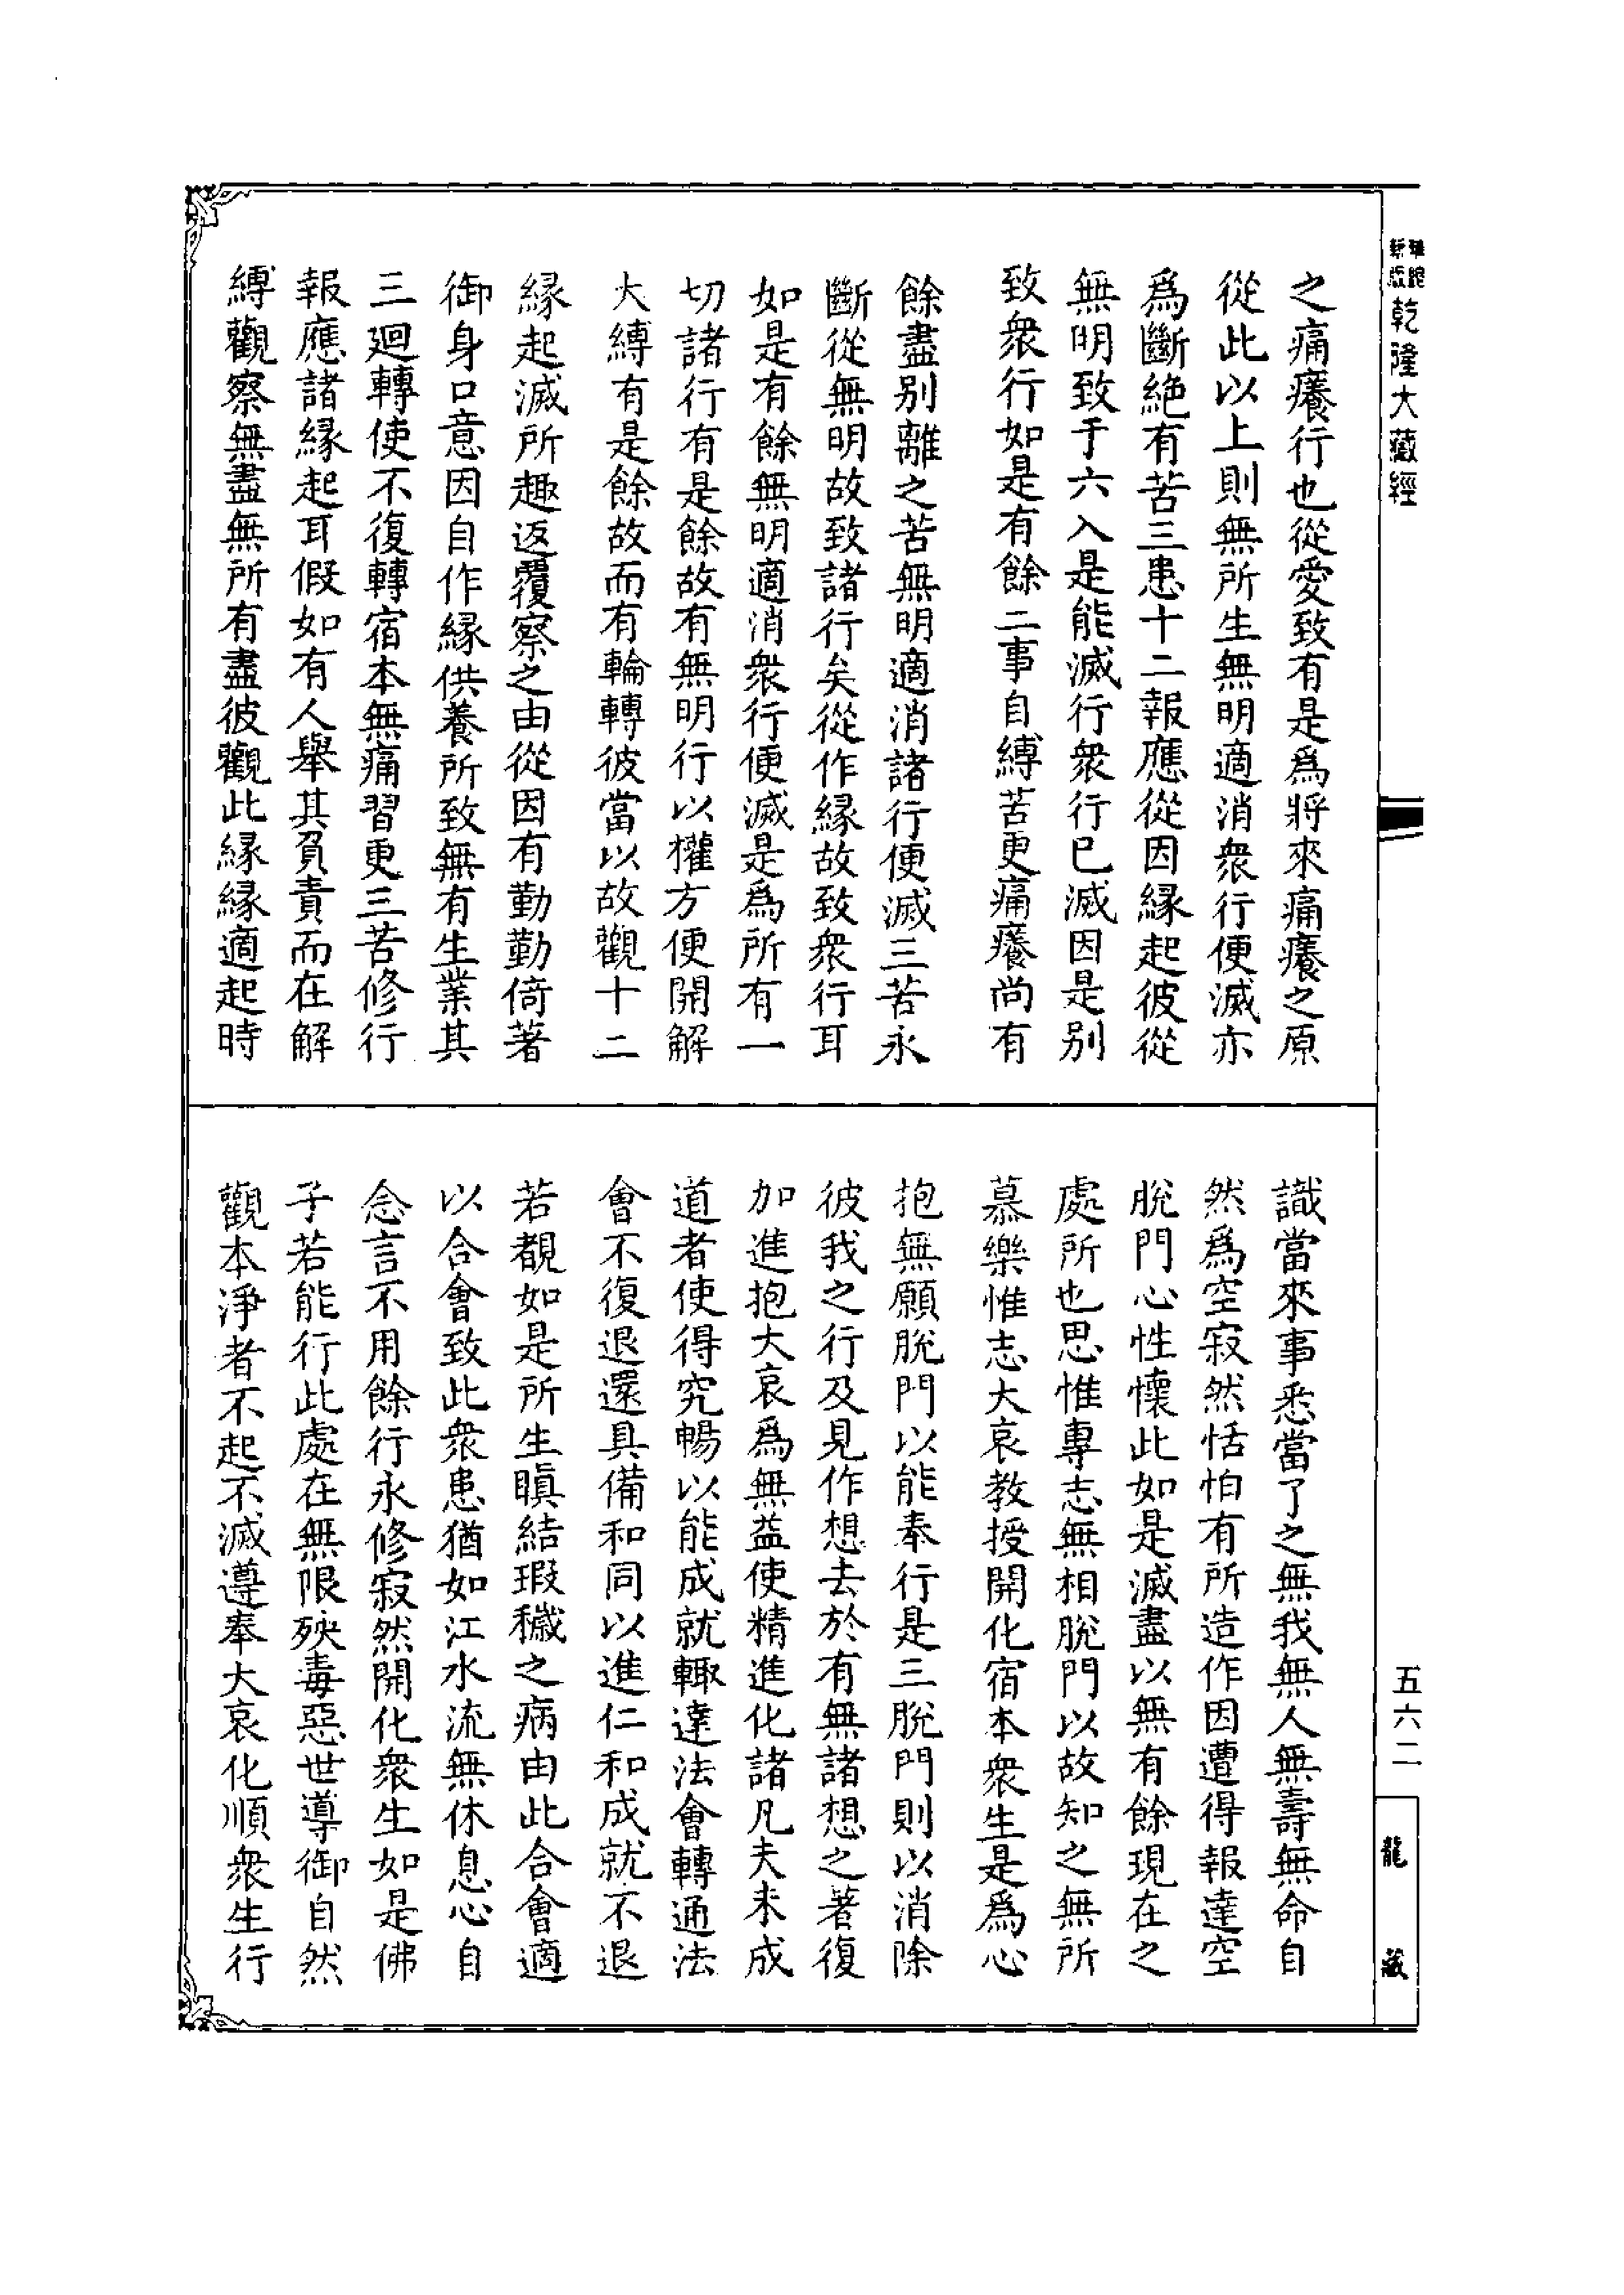 乾隆大藏經
之痛癢行也從愛致有是爲將來痛癢之原
從此以上則無所生無明適消衆行便滅亦
爲斷絶有苦三患十二報應從因縁起彼從
無明致于六入是能滅行衆行已滅因是别
致衆行如是有餘二事自縛苦更痛癢尚有
餘盡别離之苦無明適消諸行便滅三苦永
斷從無明故致諸行矣從作縁故致衆行耳
如是有餘無明適消衆行便滅是爲所有一
切諸行有是餘故有無明行以權方便開解
大縛有是餘故而有輪轉彼當以故觀十二
縁起滅所趣返覆察之由從因有勤勤倚著
御身口意因自作縁供養所致無有生業其
三廻轉使不復轉宿本無痛習更三苦修行
報應諸縁起耳假如有人舉其負責而在解
縛觀察無盡無所有盡彼觀此縁縁適起時
識當來事悉當了之無我無人無壽無命自
然爲空寂然恬怕有所造作因遭得報達空
脫門心性懷此如是滅盡以無有餘現在之
處所也思惟專志無相脫門以故知之無所
慕樂惟志大哀教授開化宿本衆生是爲心
抱無願脫門以能奉行是三脫門則以消除
彼我之行及見作想去於有無諸想之著復
加進抱大哀爲無益使精進化諸凡夫未成
道者使得究暢以能成就輙達法會轉通法
會不復退還具備和同以進仁和成就不退
若覩如是所生瞋結瑕穢之病由此合會適
以合會致此衆患猶如江水流無休息心自
念言不用餘行永修寂然開化衆生如是佛
子若能行此處在無限殃毒惡世導御自然
觀本淨者不起不滅遵奉大哀化順衆生行
五六二
龍藏